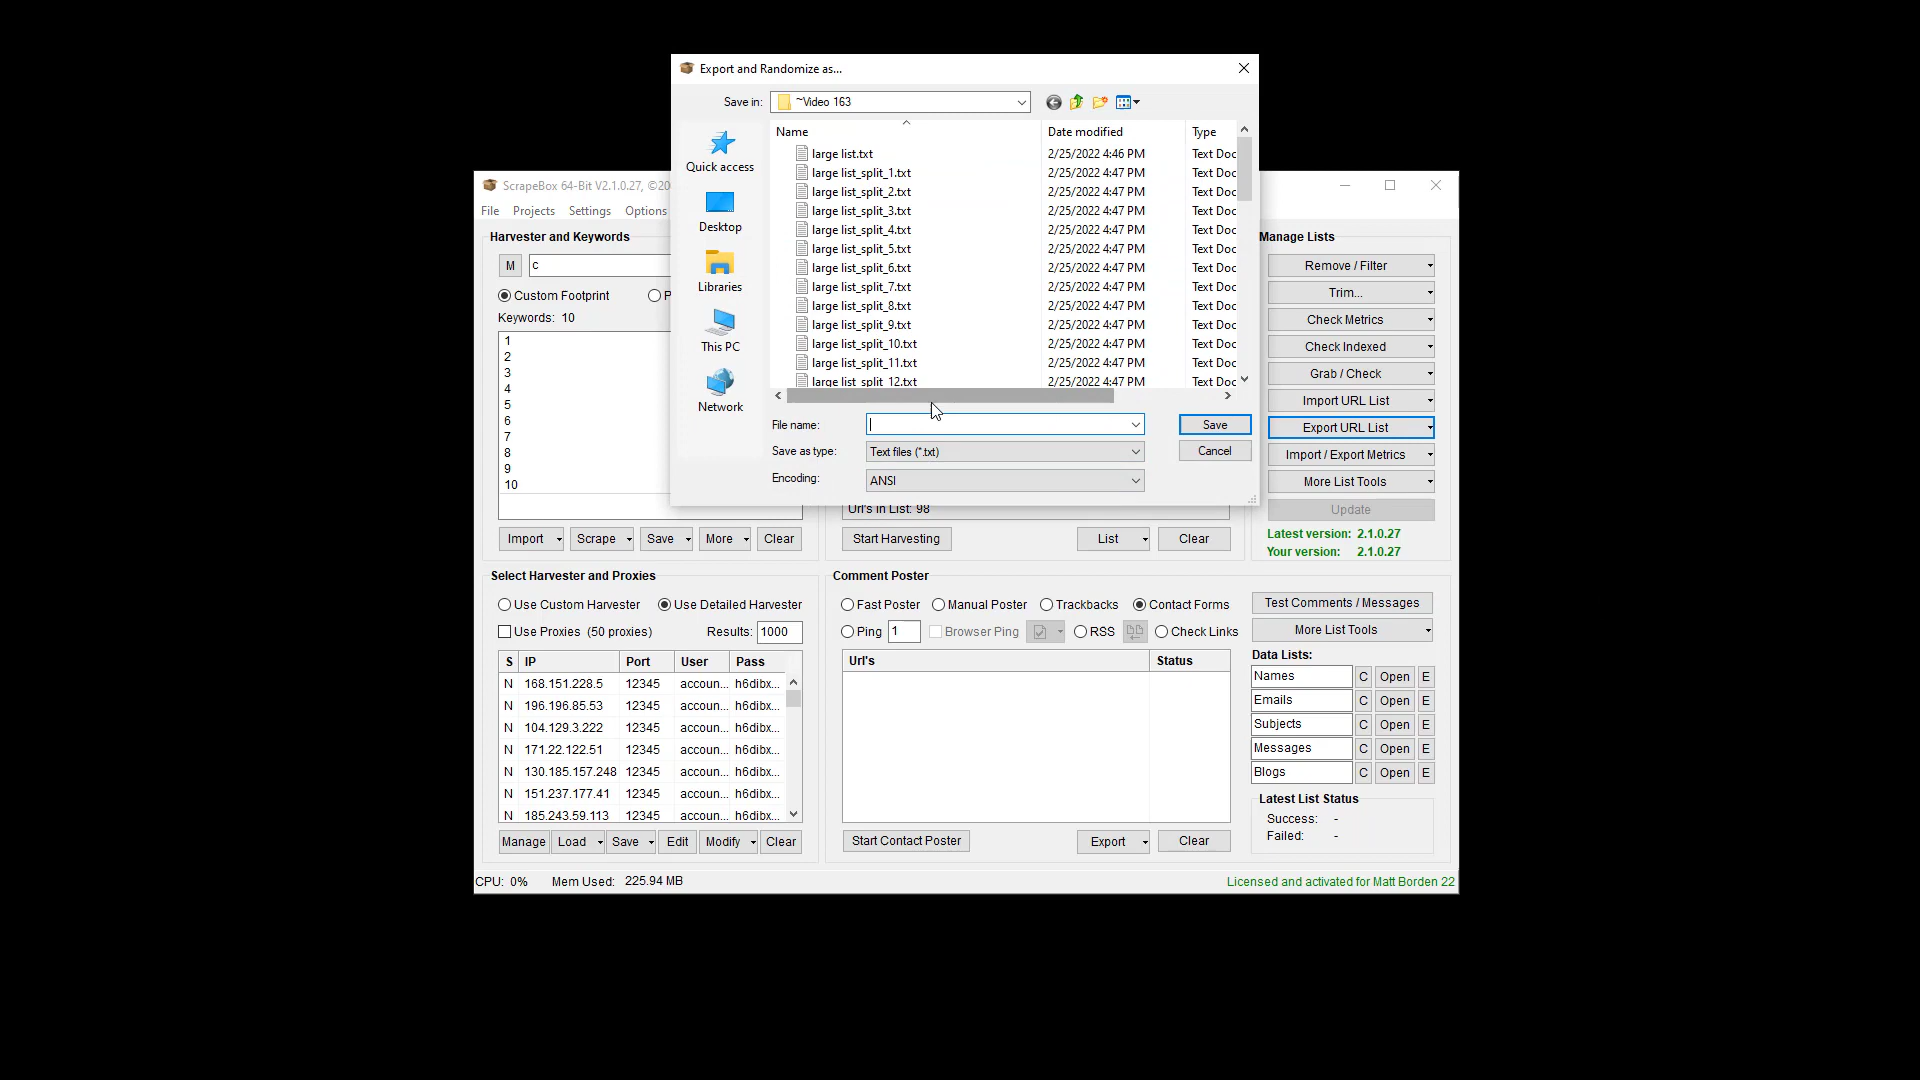 Export and Randomize as...
Save in: ~Video 163
Name Date modified Type
large list.txt 2/25/2022 4:46 PM Text Doc
large list_split_1.txt 2/25/2022 4:47 PM Text Doc
large list_split_2.txt 2/25/2022 4:47 PM Text Doc
large list_split_3.txt 2/25/2022 4:47 PM Text Doc
large list_split_4.txt 2/25/2022 4:47 PM Text Doc
large list_split_5.txt 2/25/2022 4:47 PM Text Doc
large list_split_6.txt 2/25/2022 4:47 PM Text Doc
large list_split_7.txt 2/25/2022 4:47 PM Text Doc
large list_split_8.txt 2/25/2022 4:47 PM Text Doc
large list_split_9.txt 2/25/2022 4:47 PM Text Doc
large list_split_10.txt 2/25/2022 4:47 PM Text Doc
large list_split_11.txt 2/25/2022 4:47 PM Text Doc
large list_split_12.txt 2/25/2022 4:47 PM Text Doc
Quick access
Desktop
Libraries
This PC
Network
File name: Save
Save as type: Text files (*.txt) Cancel
Encoding: ANSI
ScrapeBox 64-Bit V2.1.0.27, ©20
File Projects Settings Options
Harvester and Keywords
M c
Custom Footprint P
Keywords: 10
1
2
3
4
5
6
7
8
9
10
Import Scrape Save More Clear
Url's in List: 98
Start Harvesting List Clear
Manage Lists
Remove / Filter
Trim...
Check Metrics
Check Indexed
Grab / Check
Import URL List
Export URL List
Import / Export Metrics
More List Tools
Update
Latest version: 2.1.0.27
Your version: 2.1.0.27
Select Harvester and Proxies
Use Custom Harvester Use Detailed Harvester
Use Proxies (50 proxies) Results: 1000
S IP Port User Pass
N 168.151.228.5 12345 accoun... h6dibx...
N 196.196.85.53 12345 accoun... h6dibx...
N 104.129.3.222 12345 accoun... h6dibx...
N 171.22.122.51 12345 accoun... h6dibx...
N 130.185.157.248 12345 accoun... h6dibx...
N 151.237.177.41 12345 accoun... h6dibx...
N 185.243.59.113 12345 accoun... h6dibx...
Manage Load Save Edit Modify Clear
Comment Poster
Fast Poster Manual Poster Trackbacks Contact Forms
Ping 1 Browser Ping RSS Check Links
Url's Status
Start Contact Poster Export Clear
Test Comments / Messages
More List Tools
Data Lists:
Names C Open E
Emails C Open E
Subjects C Open E
Messages C Open E
Blogs C Open E
Latest List Status
Success: -
Failed: -
CPU: 0% Mem Used: 225.94 MB
Licensed and activated for Matt Borden 22